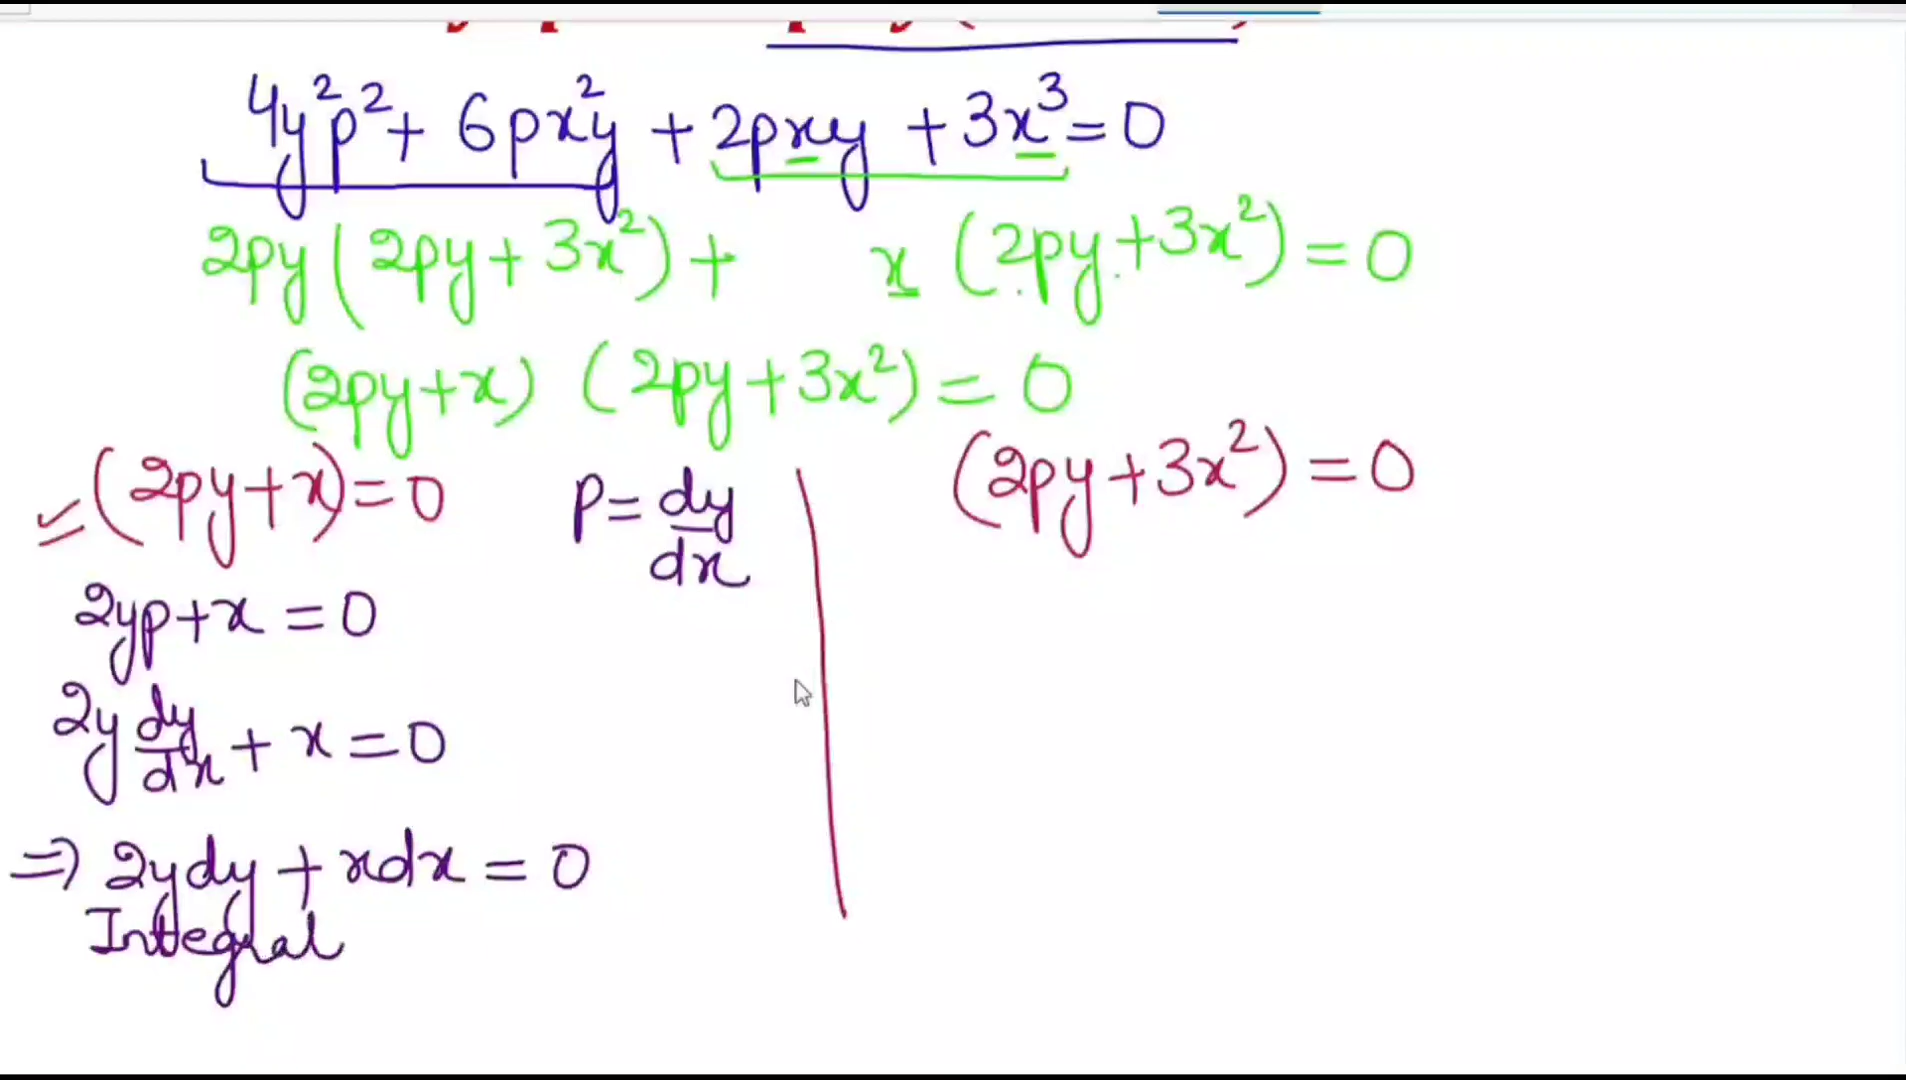 4y²p² + 6px²y + 2pxy + 3x³ = 0
2py(2py + 3x²) + x (2py + 3x²) = 0
(2py + x) (2py + 3x²) = 0
(2py + x) = 0
p = dy/dx
2yp + x = 0
2y dy/dx + x = 0
⇒ 2ydy + xdx = 0
Integral
(2py + 3x²) = 0